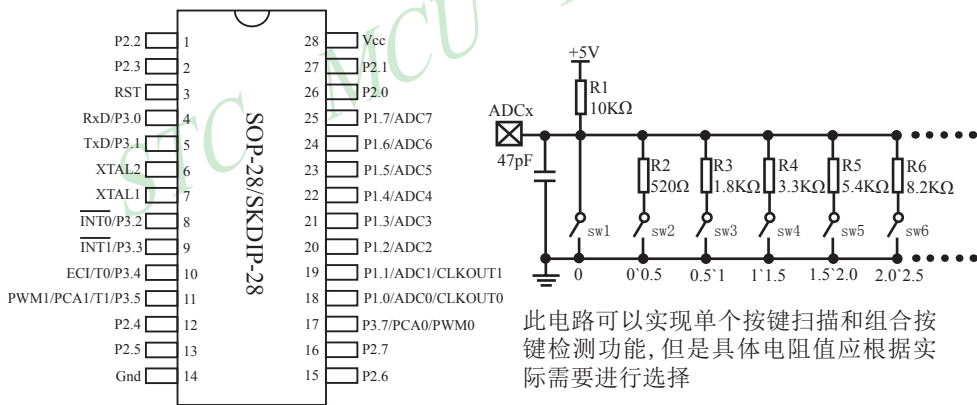 STC MCU
P2.2 1
P2.3 2
RST 3
RxD/P3.0 4
TxD/P3.1 5
XTAL2 6
XTAL1 7
INT0/P3.2 8
INT1/P3.3 9
ECI/T0/P3.4 10
PWM1/PCA1/T1/P3.5 11
P2.4 12
P2.5 13
Gnd 14
SOP-28/SKDIP-28
28 Vcc
27 P2.1
26 P2.0
25 P1.7/ADC7
24 P1.6/ADC6
23 P1.5/ADC5
22 P1.4/ADC4
21 P1.3/ADC3
20 P1.2/ADC2
19 P1.1/ADC1/CLKOUT1
18 P1.0/ADC0/CLKOUT0
17 P3.7/PCA0/PWM0
16 P2.7
15 P2.6
+5V
R1
10KΩ
ADCx
47pF
R2 R3 R4 R5 R6
520Ω 1.8KΩ 3.3KΩ 5.4KΩ 8.2KΩ
sw1 sw2 sw3 sw4 sw5 sw6
0 0`0.5 0.5`1 1`1.5 1.5`2.0 2.0`2.5
此电路可以实现单个按键扫描和组合按
键检测功能,但是具体电阻值应根据实
际需要进行选择